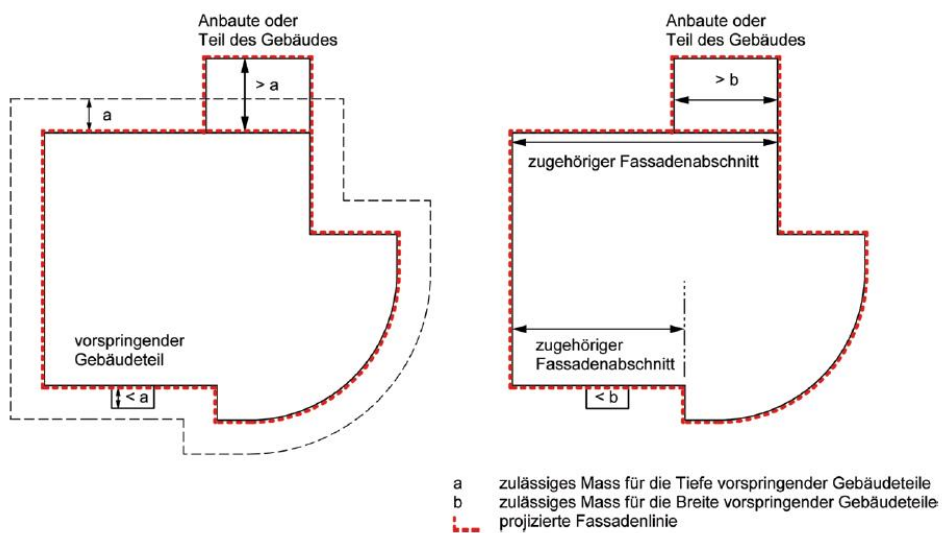 Anbaute oder
Teil des Gebäudes
> a
a
vorspringender
Gebäudeteil
< a
Anbaute oder
Teil des Gebäudes
> b
zugehöriger Fassadenabschnitt
zugehöriger
Fassadenabschnitt
< b
a zulässiges Mass für die Tiefe vorspringender Gebäudeteile
b zulässiges Mass für die Breite vorspringender Gebäudeteile
projizierte Fassadenlinie